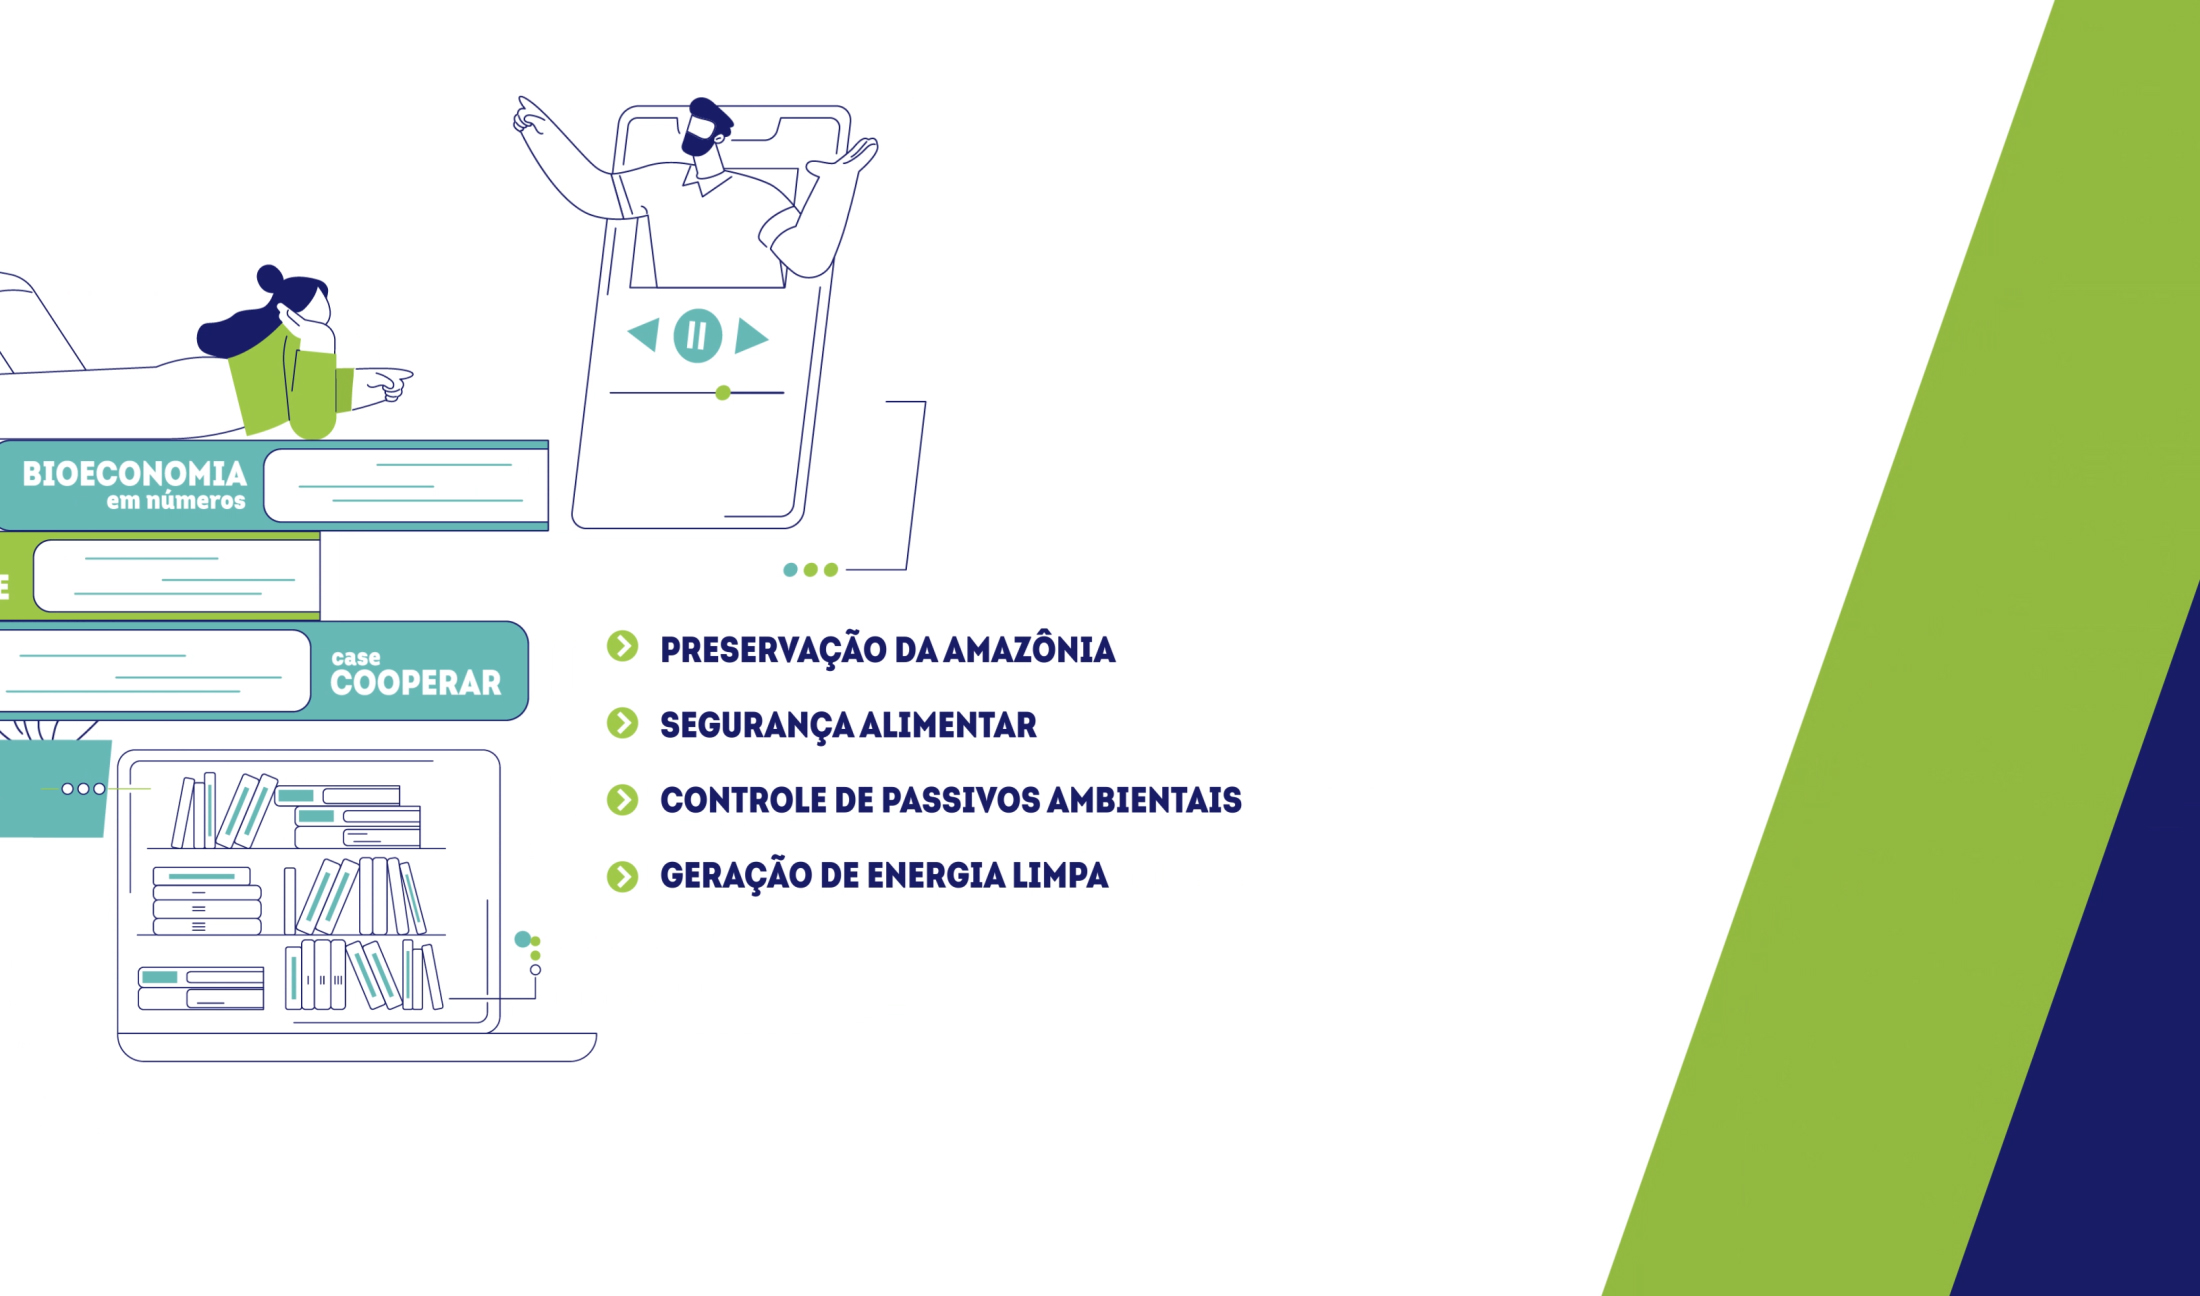 BIOECONOMIA
em números
E
case
COOPERAR
PRESERVAÇÃO DA AMAZÔNIA
SEGURANÇA ALIMENTAR
CONTROLE DE PASSIVOS AMBIENTAIS
GERAÇÃO DE ENERGIA LIMPA